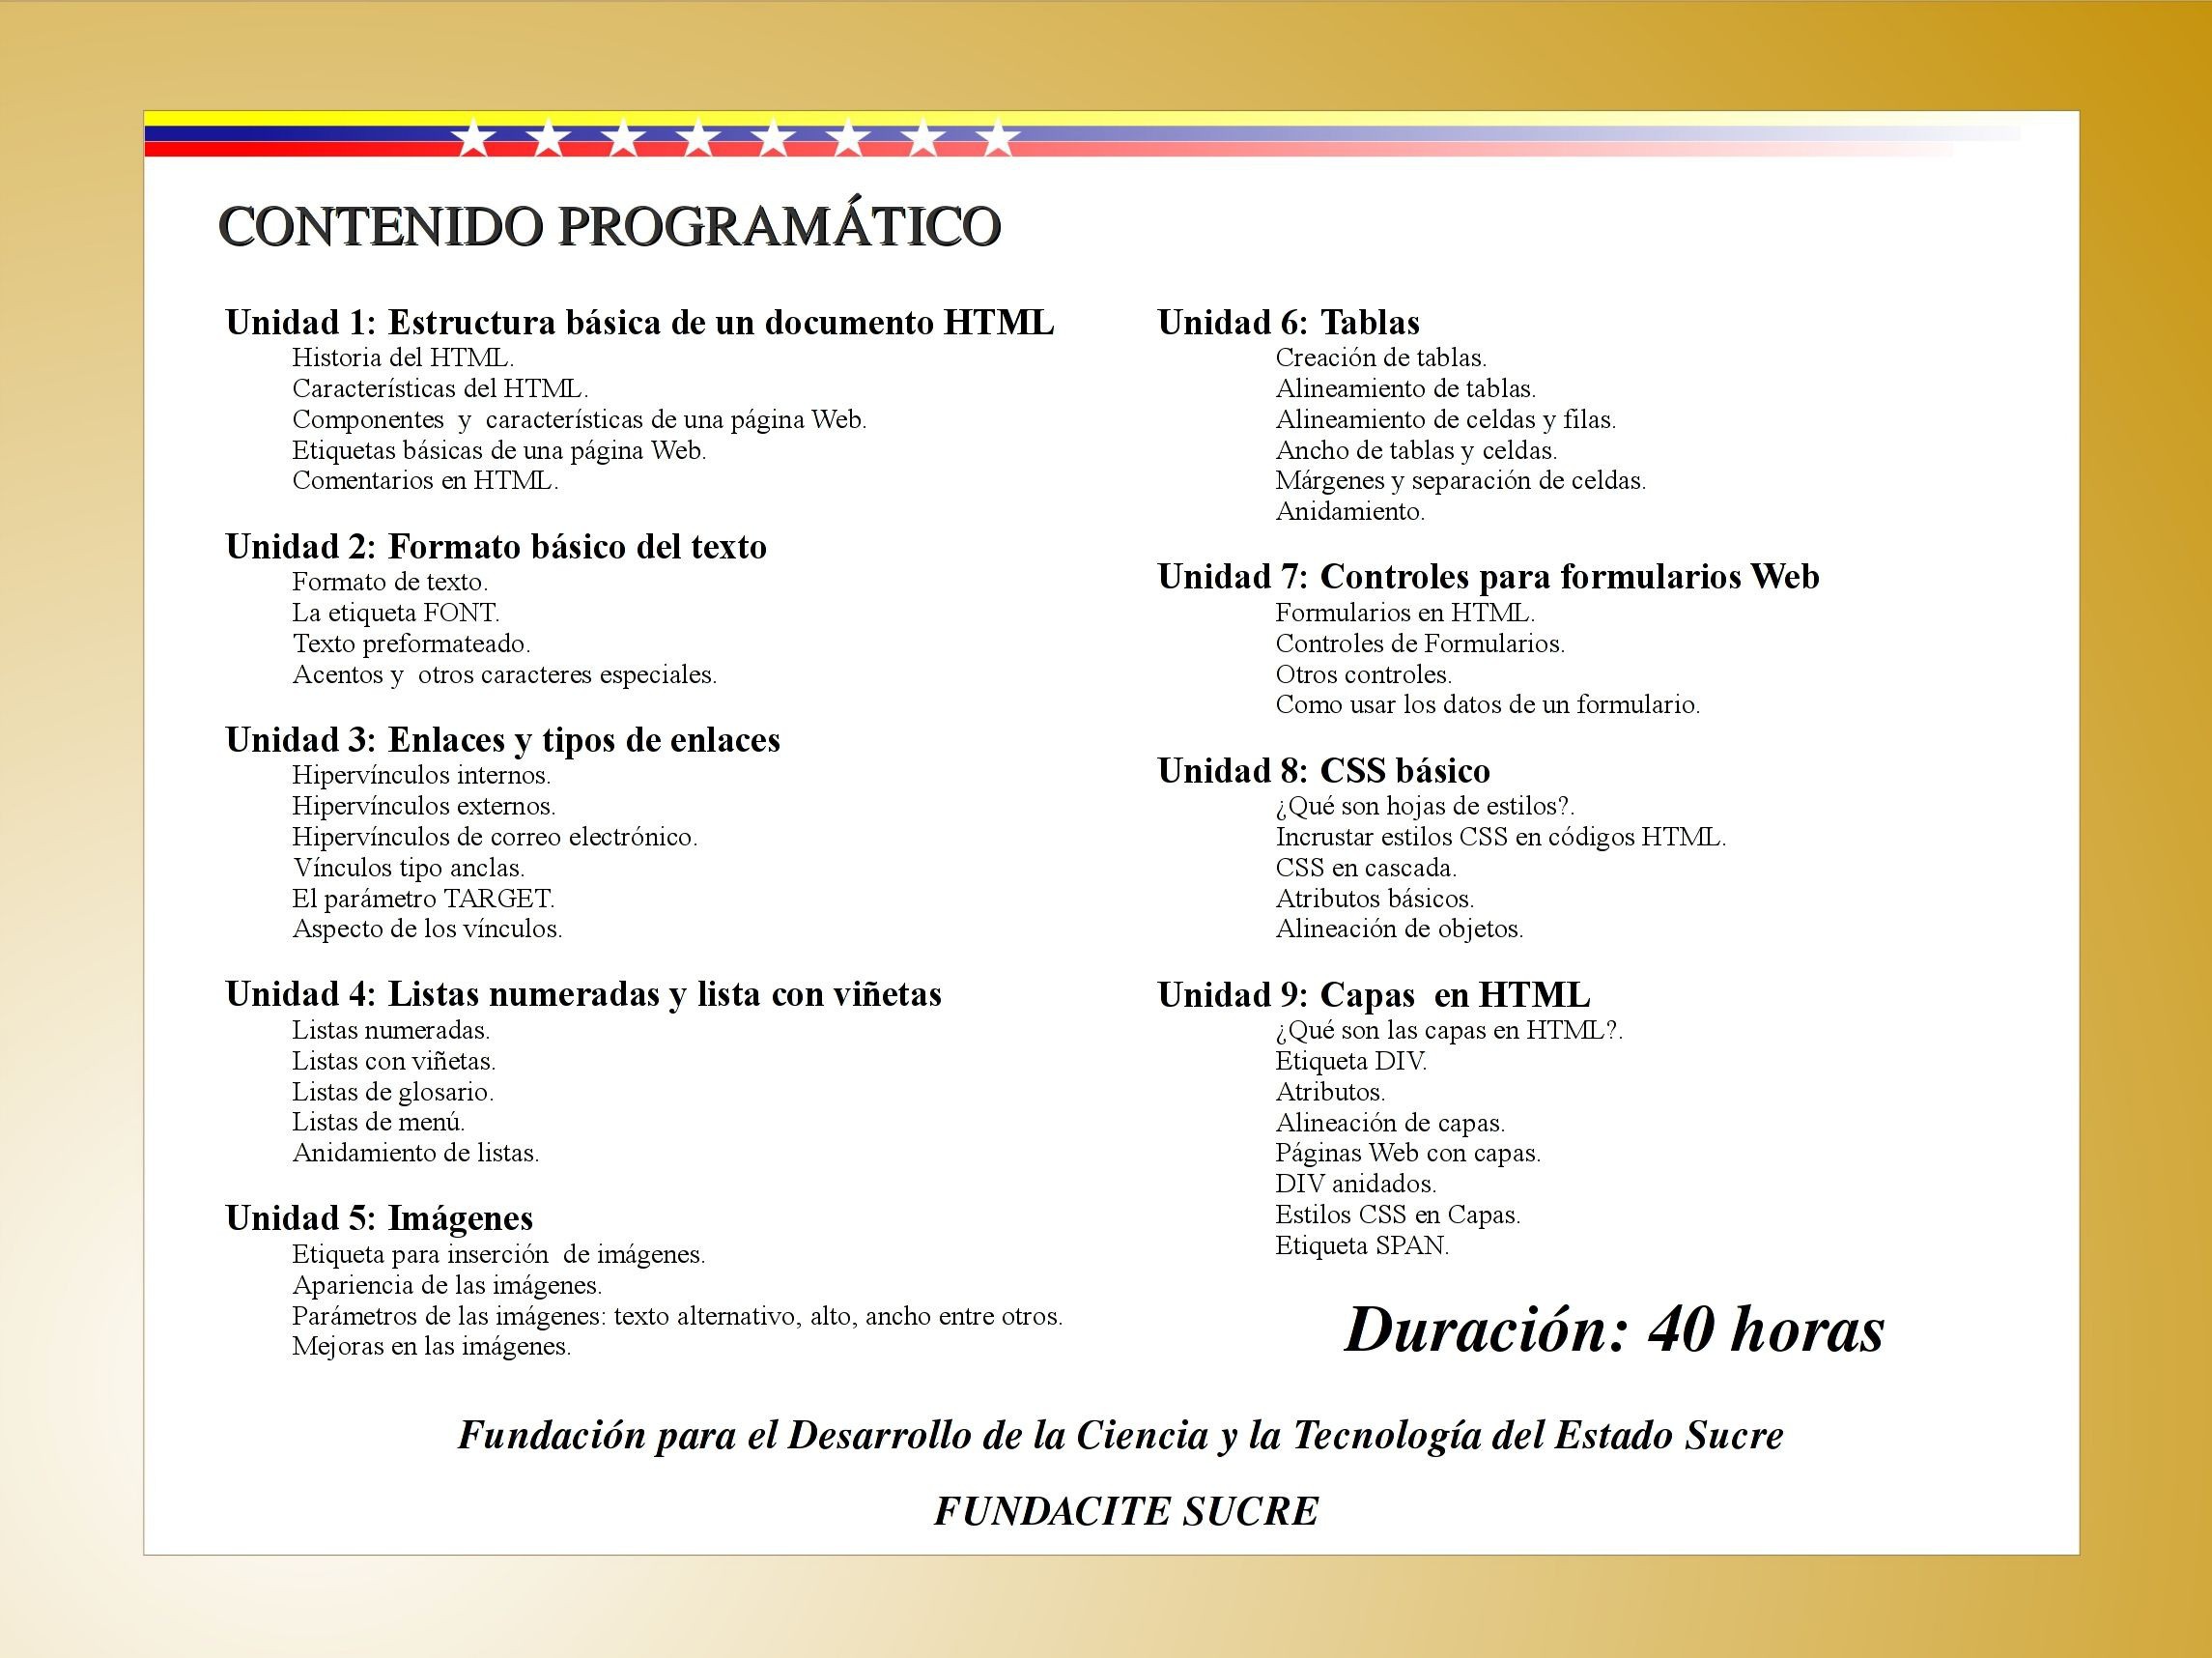 CONTENIDO PROGRAMÁTICO
Unidad 1: Estructura básica de un documento HTML
Historia del HTML.
Características del HTML.
Componentes y características de una página Web.
Etiquetas básicas de una página Web.
Comentarios en HTML.
Unidad 2: Formato básico del texto
Formato de texto.
La etiqueta FONT.
Texto preformateado.
Acentos y otros caracteres especiales.
Unidad 3: Enlaces y tipos de enlaces
Hipervínculos internos.
Hipervínculos externos.
Hipervínculos de correo electrónico.
Vínculos tipo anclas.
El parámetro TARGET.
Aspecto de los vínculos.
Unidad 4: Listas numeradas y lista con viñetas
Listas numeradas.
Listas con viñetas.
Listas de glosario.
Listas de menú.
Anidamiento de listas.
Unidad 5: Imágenes
Etiqueta para inserción de imágenes.
Apariencia de las imágenes.
Parámetros de las imágenes: texto alternativo, alto, ancho entre otros.
Mejoras en las imágenes.
Unidad 6: Tablas
Creación de tablas.
Alineamiento de tablas.
Alineamiento de celdas y filas.
Ancho de tablas y celdas.
Márgenes y separación de celdas.
Anidamiento.
Unidad 7: Controles para formularios Web
Formularios en HTML.
Controles de Formularios.
Otros controles.
Como usar los datos de un formulario.
Unidad 8: CSS básico
¿Qué son hojas de estilos?.
Incrustar estilos CSS en códigos HTML.
CSS en cascada.
Atributos básicos.
Alineación de objetos.
Unidad 9: Capas en HTML
¿Qué son las capas en HTML?.
Etiqueta DIV.
Atributos.
Alineación de capas.
Páginas Web con capas.
DIV anidados.
Estilos CSS en Capas.
Etiqueta SPAN.
Duración: 40 horas
Fundación para el Desarrollo de la Ciencia y la Tecnología del Estado Sucre
FUNDACITE SUCRE